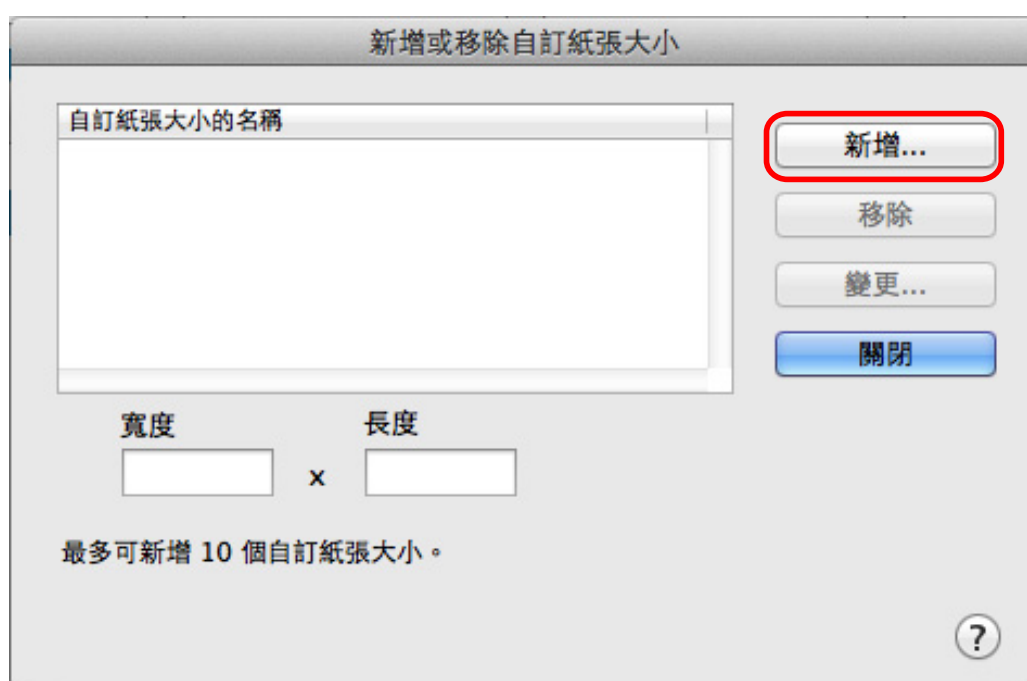 新增或移除自訂紙張大小
自訂紙張大小的名稱
新增...
移除
變更...
關閉
寬度
長度
x
最多可新增 10 個自訂紙張大小。
?